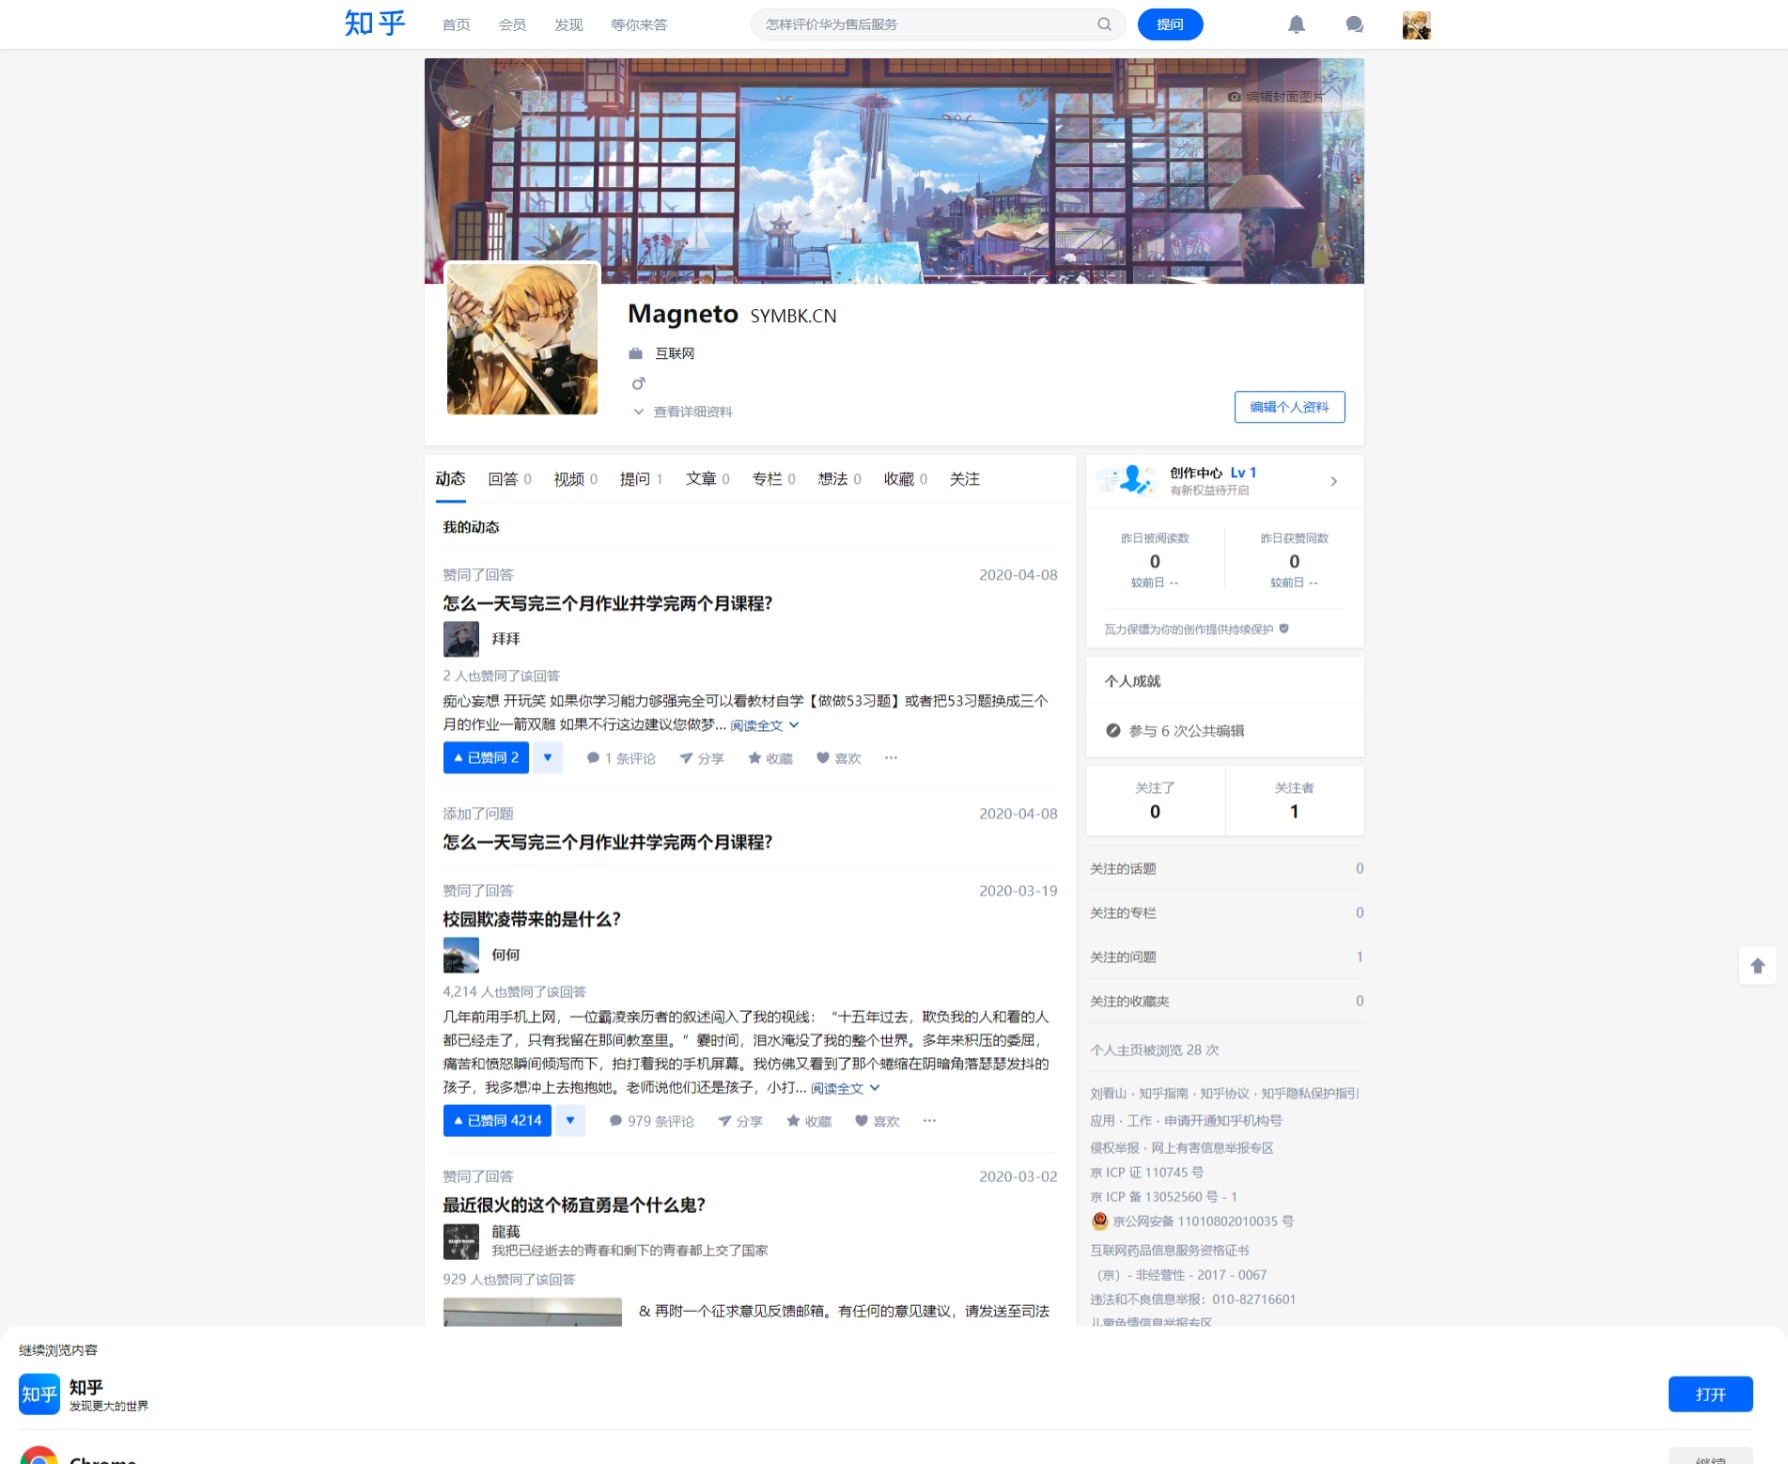 知乎
首页 会员 发现 等你来答
怎样评价华为售后服务
提问
编辑封面图片
Magneto SYMBK.CN
互联网
查看详细资料
编辑个人资料
动态 回答 0 视频 0 提问 1 文章 0 专栏 0 想法 0 收藏 0 关注
我的动态
赞同了回答 2020-04-08
怎么一天写完三个月作业并学完两个月课程？
拜拜
2 人也赞同了该回答
痴心妄想 开玩笑 如果你学习能力够强完全可以看教材自学【做做53习题】或者把53习题换成三个
月的作业一箭双雕 如果不行这边建议您做梦... 阅读全文
已赞同 2 1 条评论 分享 收藏 喜欢 ···
添加了问题 2020-04-08
怎么一天写完三个月作业并学完两个月课程？
赞同了回答 2020-03-19
校园欺凌带来的是什么？
何何
4,214 人也赞同了该回答
几年前用手机上网，一位霸凌亲历者的叙述闯入了我的视线：“十五年过去，欺负我的人和看的人
都已经走了，只有我留在那间教室里。”霎时间，泪水淹没了我的整个世界。多年来积压的委屈，
痛苦和愤怒瞬间倾泻而下，拍打着我的手机屏幕。我仿佛又看到了那个蜷缩在阴暗角落瑟瑟发抖的
孩子，我多想冲上去抱抱她。老师说他们还是孩子，小打... 阅读全文
已赞同 4214 979 条评论 分享 收藏 喜欢 ···
赞同了回答 2020-03-02
最近很火的这个杨宜勇是个什么鬼？
龍莪
我把已经逝去的青春和剩下的青春都上交了国家
929 人也赞同了该回答
& 再附一个征求意见反馈邮箱。有任何的意见建议，请发送至司法
创作中心 Lv 1
有新权益待开启
昨日被阅读数 昨日获赞同数
0 0
较前日 -- 较前日 --
瓦力保镖为你的创作提供持续保护
个人成就
参与 6 次公共编辑
关注了 关注者
0 1
关注的话题 0
关注的专栏 0
关注的问题 1
关注的收藏夹 0
个人主页被浏览 28 次
刘看山 · 知乎指南 · 知乎协议 · 知乎隐私保护指引
应用 · 工作 · 申请开通知乎机构号
侵权举报 · 网上有害信息举报专区
京 ICP 证 110745 号
京 ICP 备 13052560 号 - 1
京公网安备 11010802010035 号
互联网药品信息服务资格证书
（京）- 非经营性 - 2017 - 0067
违法和不良信息举报：010-82716601
儿童色情信息举报专区
继续浏览内容
知乎
知乎
发现更大的世界
打开
Chrome
继续